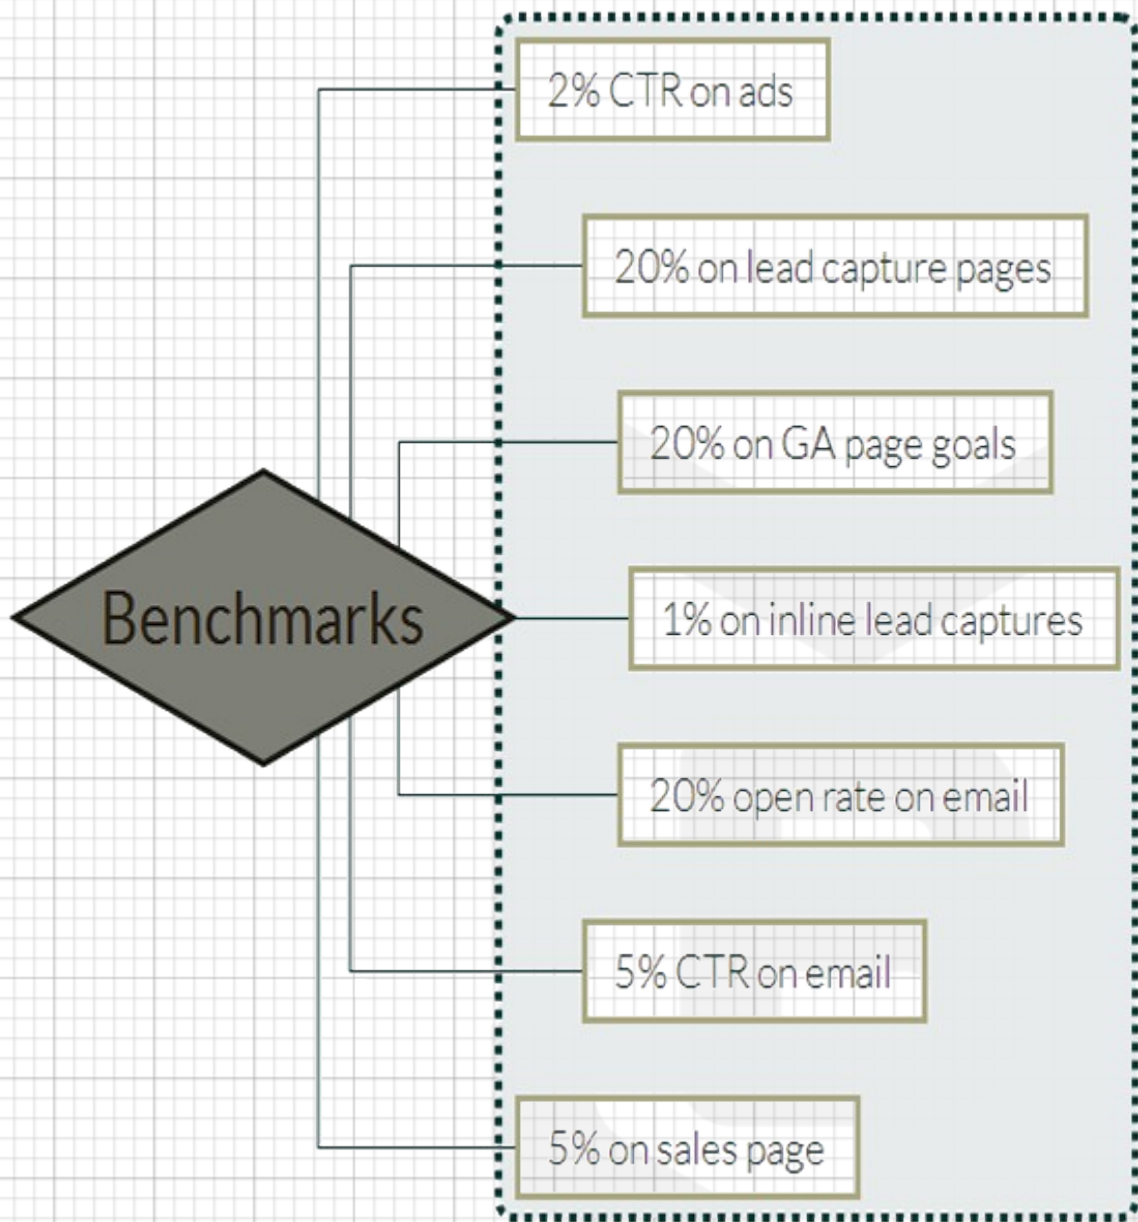 2% CTR on ads
20% on lead capture pages
20% on GA page goals
Benchmarks
1% on inline lead captures
20% open rate on email
5% CTR on email
5% on sales page